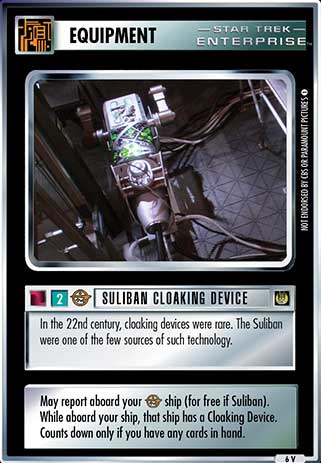 EQUIPMENT
STAR TREK
ENTERPRISE™
NOT ENDORSED BY CBS OR PARAMOUNT PICTURES
2 SULIBAN CLOAKING DEVICE
In the 22nd century, cloaking devices were rare. The Suliban
were one of the few sources of such technology.
May report aboard your ship (for free if Suliban).
While aboard your ship, that ship has a Cloaking Device.
Counts down only if you have any cards in hand.
6 V